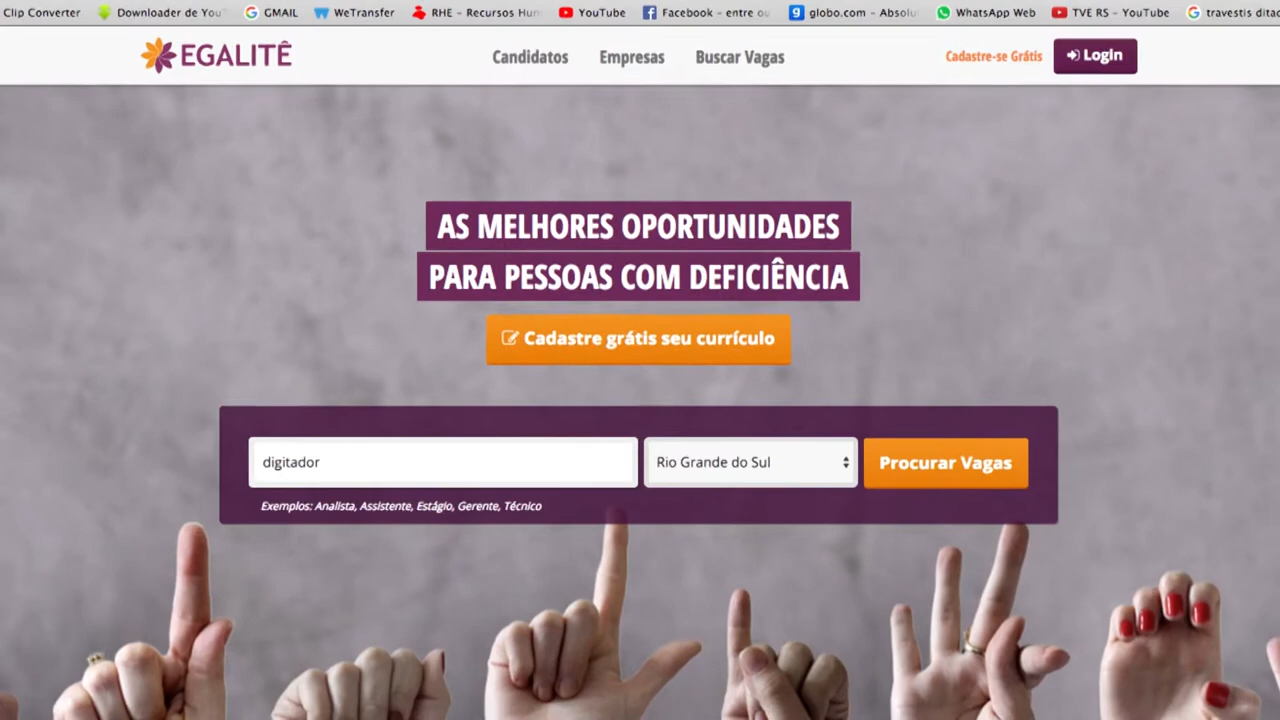 Clip Converter Downloader de You GMAIL WeTransfer RHE - Recursos Hum YouTube Facebook - entre ou globo.com - Absolu WhatsApp Web TVE RS - YouTube travestis ditad
EGALITÊ Candidatos Empresas Buscar Vagas Cadastre-se Grátis Login
AS MELHORES OPORTUNIDADES
PARA PESSOAS COM DEFICIÊNCIA
Cadastre grátis seu currículo
digitador Rio Grande do Sul Procurar Vagas
Exemplos: Analista, Assistente, Estágio, Gerente, Técnico